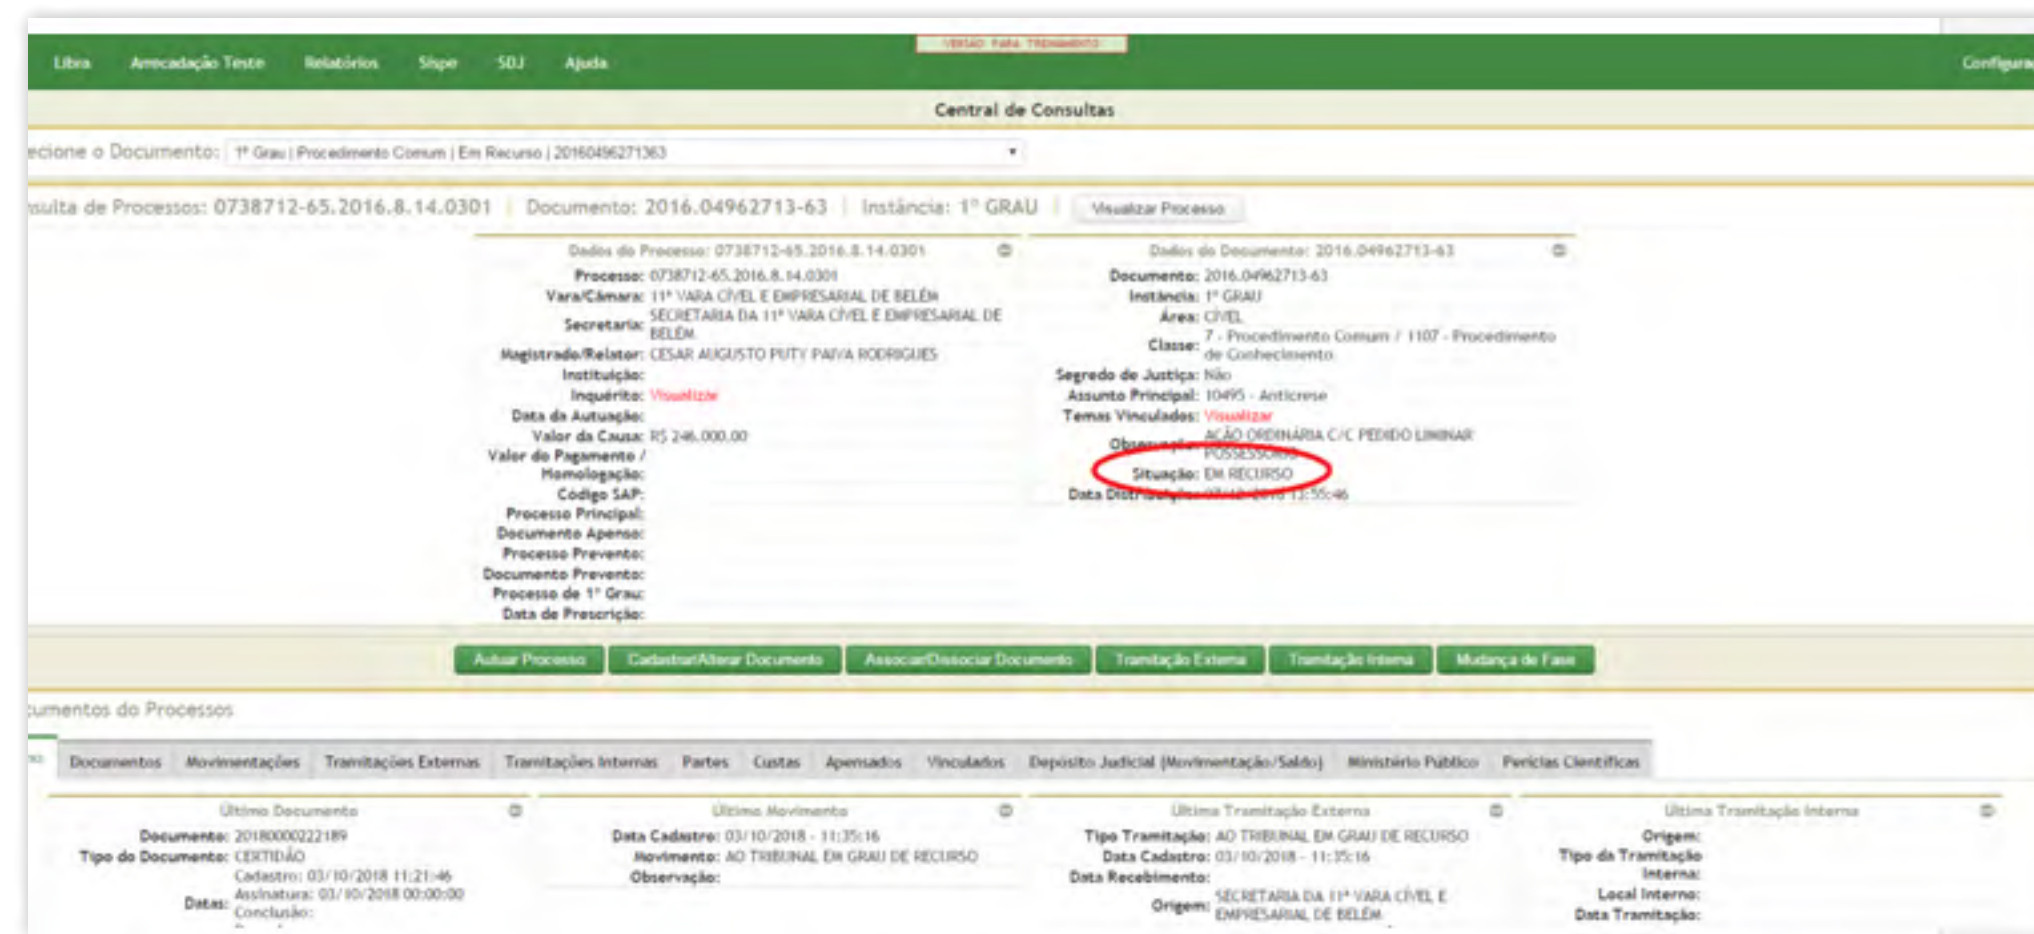 VERSÃO PARA TREINAMENTO
Libra Arrecadação Teste Relatórios Sispe SDJ Ajuda Configura
Central de Consultas
ecione o Documento: 1º Grau | Procedimento Comum | Em Recurso | 20160496271363
nsulta de Processos: 0738712-65.2016.8.14.0301 | Documento: 2016.04962713-63 | Instância: 1º GRAU | Visualizar Processo
Dados do Processo: 0738712-65.2016.8.14.0301
Processo: 0738712-65.2016.8.14.0301
Vara/Câmara: 11ª VARA CÍVEL E EMPRESARIAL DE BELÉM
Secretaria: SECRETARIA DA 11ª VARA CÍVEL E EMPRESARIAL DE
BELÉM
Magistrado/Relator: CESAR AUGUSTO PUTY PAIVA RODRIGUES
Instituição:
Inquérito: Visualizar
Data da Autuação:
Valor da Causa: R$ 246.000,00
Valor do Pagamento /
Homologação:
Código SAP:
Processo Principal:
Documento Apenso:
Processo Prevento:
Documento Prevento:
Processo de 1º Grau:
Data de Prescrição:
Dados do Documento: 2016.04962713-63
Documento: 2016.04962713-63
Instância: 1º GRAU
Área: CÍVEL
Classe: 7 - Procedimento Comum / 1107 - Procedimento
de Conhecimento
Segredo de Justiça: Não
Assunto Principal: 10495 - Anticrese
Temas Vinculados: Visualizar
Observação: AÇÃO ORDINÁRIA C/C PEDIDO LIMINAR
POSSESSÓRIO
Situação: EM RECURSO
Data Distribuição: 2016 13:55:46
Autuar Processo Cadastrar/Alterar Documento Associar/Dissociar Documento Tramitação Externa Tramitação Interna Mudança de Fase
cumentos do Processos
Documentos Movimentações Tramitações Externas Tramitações Internas Partes Custas Apensados Vinculados Depósito Judicial (Movimentação/Saldo) Ministério Público Perícias Científicas
Último Documento
Documento: 20180000222189
Tipo do Documento: CERTIDÃO
Cadastro: 03/10/2018 11:21:46
Datas: Assinatura: 03/10/2018 00:00:00
Conclusão:
Último Movimento
Data Cadastro: 03/10/2018 - 11:35:16
Movimento: AO TRIBUNAL EM GRAU DE RECURSO
Observação:
Última Tramitação Externa
Tipo Tramitação: AO TRIBUNAL EM GRAU DE RECURSO
Data Cadastro: 03/10/2018 - 11:35:16
Data Recebimento:
Origem: SECRETARIA DA 11ª VARA CÍVEL E
EMPRESARIAL DE BELÉM
Última Tramitação Interna
Origem:
Tipo da Tramitação
Interna:
Local Interno:
Data Tramitação: